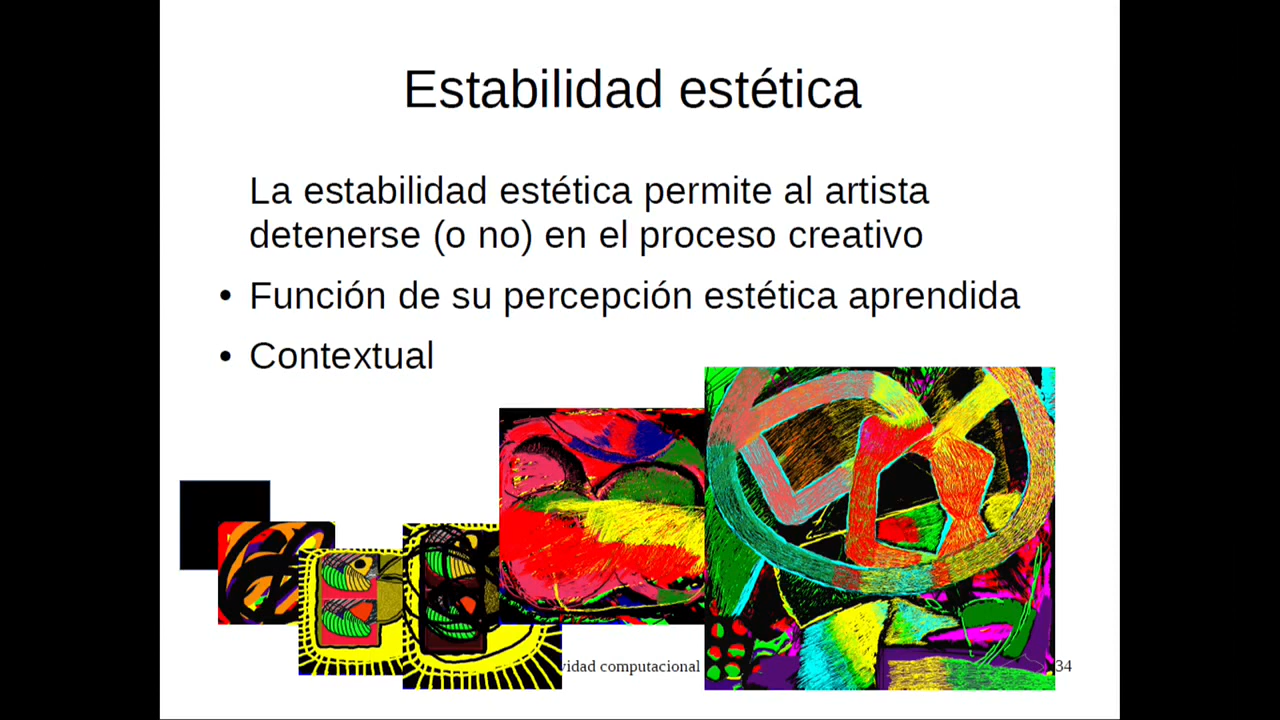 Estabilidad estética
La estabilidad estética permite al artista
detenerse (o no) en el proceso creativo
• Función de su percepción estética aprendida
• Contextual
computacional
34